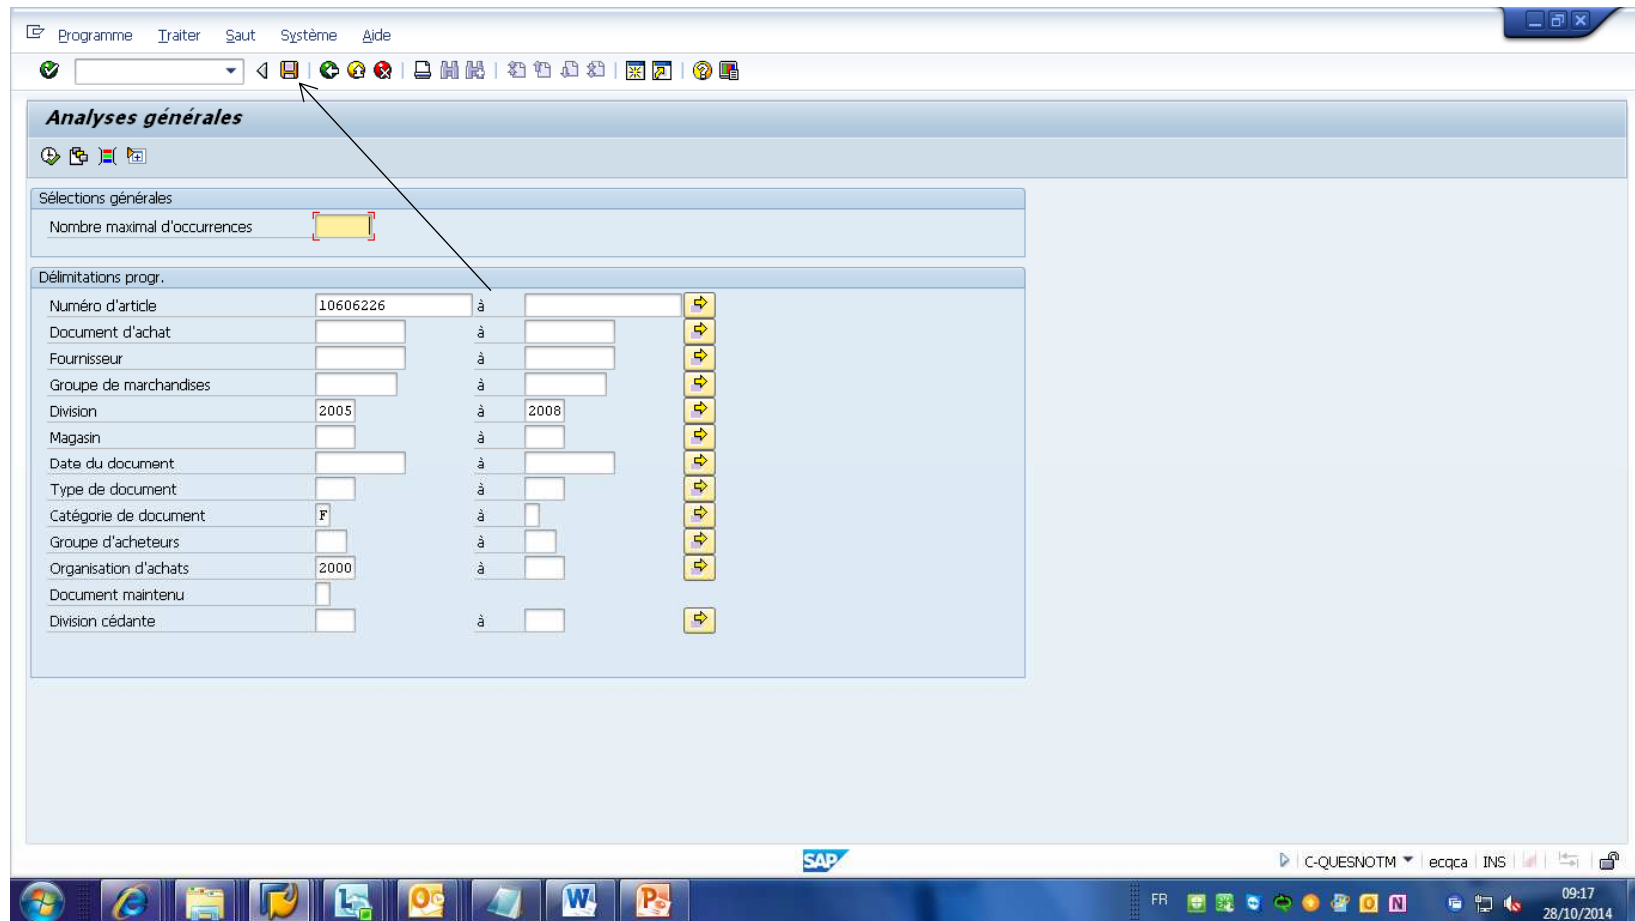 Programme Traiter Saut Système Aide
Analyses générales
Sélections générales
Nombre maximal d'occurrences
Délimitations progr.
Numéro d'article 10606226 à
Document d'achat à
Fournisseur à
Groupe de marchandises à
Division 2005 à 2008
Magasin à
Date du document à
Type de document à
Catégorie de document F à
Groupe d'acheteurs à
Organisation d'achats 2000 à
Document maintenu
Division cédante à
SAP
C-QUESNOTM ecqca INS
FR
09:17
28/10/2014